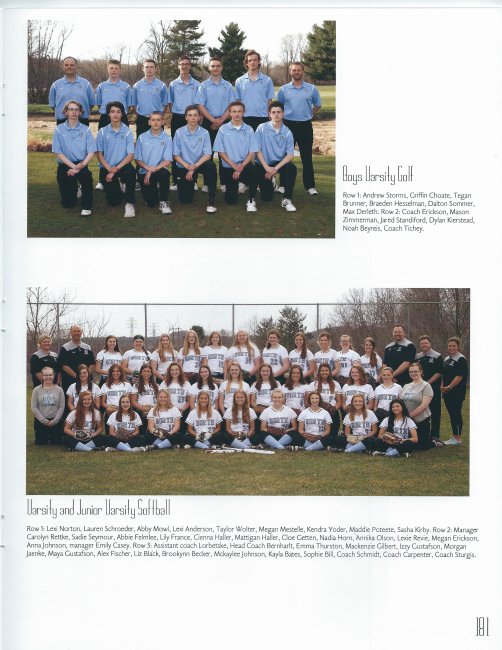 Boys Varsity Golf
Row 1: Andrew Storms, Griffin Choate, Tegan
Brunner, Braeden Hesselman, Dalton Sommer,
Max Derleth. Row 2: Coach Erickson, Mason
Zimmerman, Jared Standiford, Dylan Kierstead,
Noah Beyreis, Coach Tichey.
NORTH
Varsity and Junior Varsity Softball
Row 1: Lexi Norton, Lauren Schroeder, Abby Mowl, Lexi Anderson, Taylor Wolter, Megan Mestelle, Kendra Yoder, Maddie Poteete, Sasha Kirby. Row 2: Manager
Carolyn Rettke, Sadie Seymour, Abbie Felmlee, Lily France, Cienna Haller, Mattigan Haller, Cloe Getten, Nadia Horn, Annika Olson, Lexie Revie, Megan Erickson,
Anna Johnson, manager Emily Casey. Row 3: Assistant coach Lorbetske, Head Coach Bernharft, Emma Thurston, Mackenzie Gilbert, Izzy Gustafson, Morgan
Jaenke, Maya Gustafson, Alex Fischer, Liz Black, Brookynn Becker, Mckaylee Johnson, Kayla Bates, Sophie Bill, Coach Schmidt, Coach Carpenter, Coach Sturgis.
181